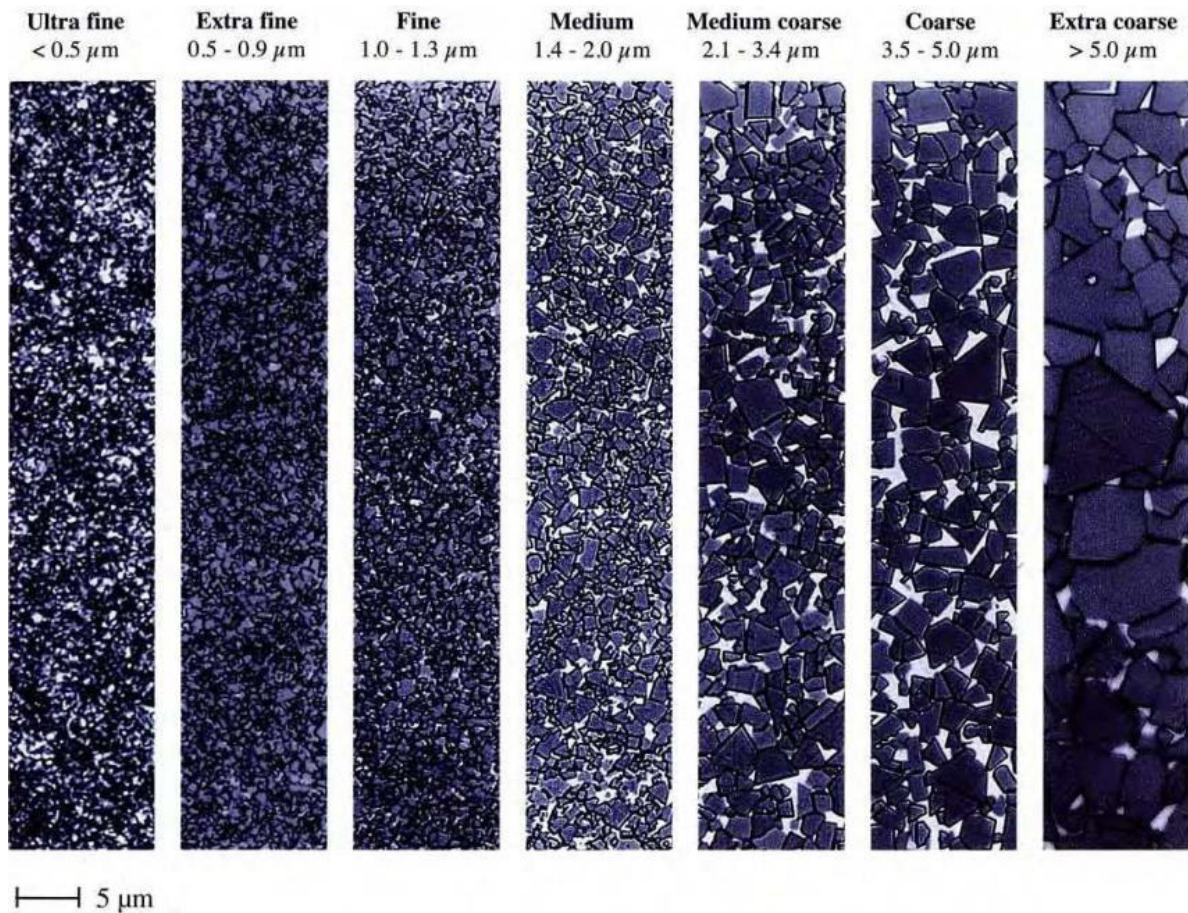 Ultra fine
< 0.5 µm
Extra fine
0.5 - 0.9 µm
Fine
1.0 - 1.3 µm
Medium
1.4 - 2.0 µm
Medium coarse
2.1 - 3.4 µm
Coarse
3.5 - 5.0 µm
Extra coarse
> 5.0 µm
5 µm